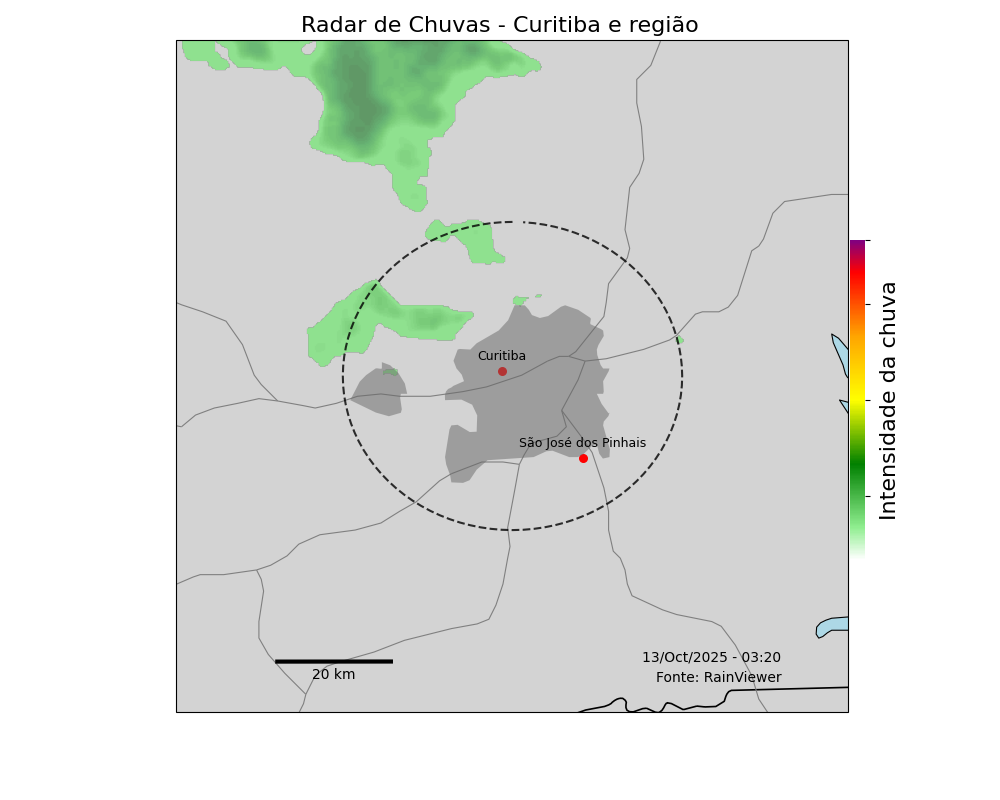 Radar de Chuvas - Curitiba e região
Curitiba
São José dos Pinhais
Intensidade da chuva
13/Oct/2025 - 03:20
20 km
Fonte: RainViewer